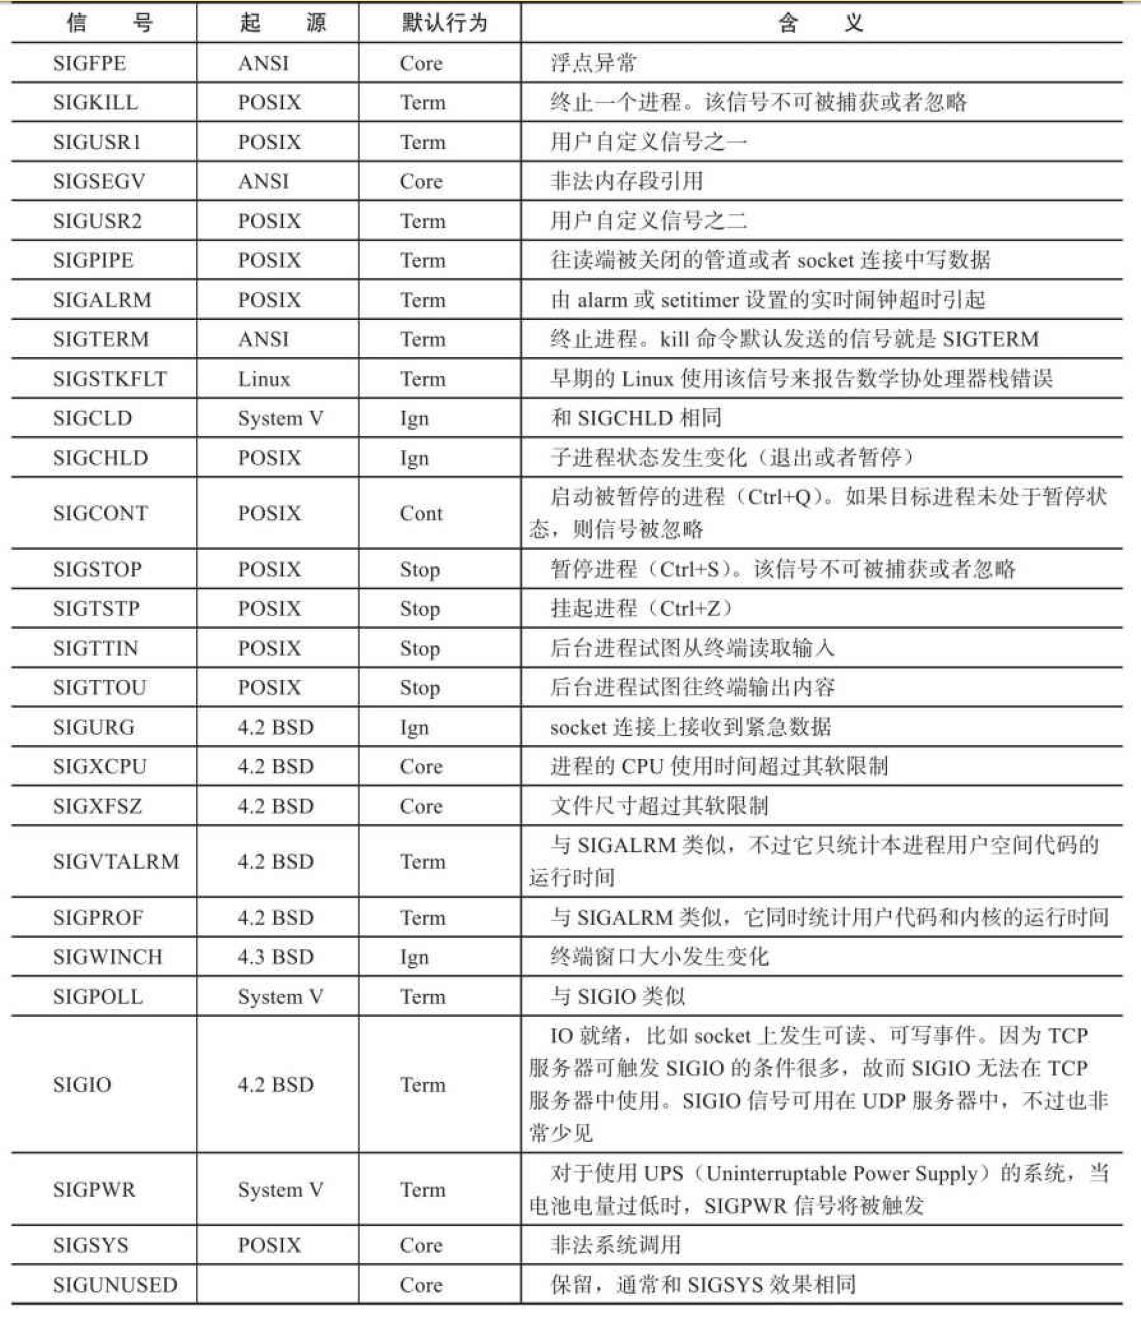 信 号 起 源 默认行为 含 义
SIGFPE ANSI Core 浮点异常
SIGKILL POSIX Term 终止一个进程。该信号不可被捕获或者忽略
SIGUSR1 POSIX Term 用户自定义信号之一
SIGSEGV ANSI Core 非法内存段引用
SIGUSR2 POSIX Term 用户自定义信号之二
SIGPIPE POSIX Term 往读端被关闭的管道或者 socket 连接中写数据
SIGALRM POSIX Term 由 alarm 或 setitimer 设置的实时闹钟超时引起
SIGTERM ANSI Term 终止进程。kill 命令默认发送的信号就是 SIGTERM
SIGSTKFLT Linux Term 早期的 Linux 使用该信号来报告数学协处理器栈错误
SIGCLD System V Ign 和 SIGCHLD 相同
SIGCHLD POSIX Ign 子进程状态发生变化（退出或者暂停）
SIGCONT POSIX Cont 启动被暂停的进程（Ctrl+Q）。如果目标进程未处于暂停状
态，则信号被忽略
SIGSTOP POSIX Stop 暂停进程（Ctrl+S）。该信号不可被捕获或者忽略
SIGTSTP POSIX Stop 挂起进程（Ctrl+Z）
SIGTTIN POSIX Stop 后台进程试图从终端读取输入
SIGTTOU POSIX Stop 后台进程试图往终端输出内容
SIGURG 4.2 BSD Ign socket 连接上接收到紧急数据
SIGXCPU 4.2 BSD Core 进程的 CPU 使用时间超过其软限制
SIGXFSZ 4.2 BSD Core 文件尺寸超过其软限制
SIGVTALRM 4.2 BSD Term 与 SIGALRM 类似，不过它只统计本进程用户空间代码的
运行时间
SIGPROF 4.2 BSD Term 与 SIGALRM 类似，它同时统计用户代码和内核的运行时间
SIGWINCH 4.3 BSD Ign 终端窗口大小发生变化
SIGPOLL System V Term 与 SIGIO 类似
SIGIO 4.2 BSD Term IO 就绪，比如 socket 上发生可读、可写事件。因为 TCP
服务器可触发 SIGIO 的条件很多，故而 SIGIO 无法在 TCP
服务器中使用。SIGIO 信号可用在 UDP 服务器中，不过也非
常少见
SIGPWR System V Term 对于使用 UPS（Uninterruptable Power Supply）的系统，当
电池电量过低时，SIGPWR 信号将被触发
SIGSYS POSIX Core 非法系统调用
SIGUNUSED Core 保留，通常和 SIGSYS 效果相同